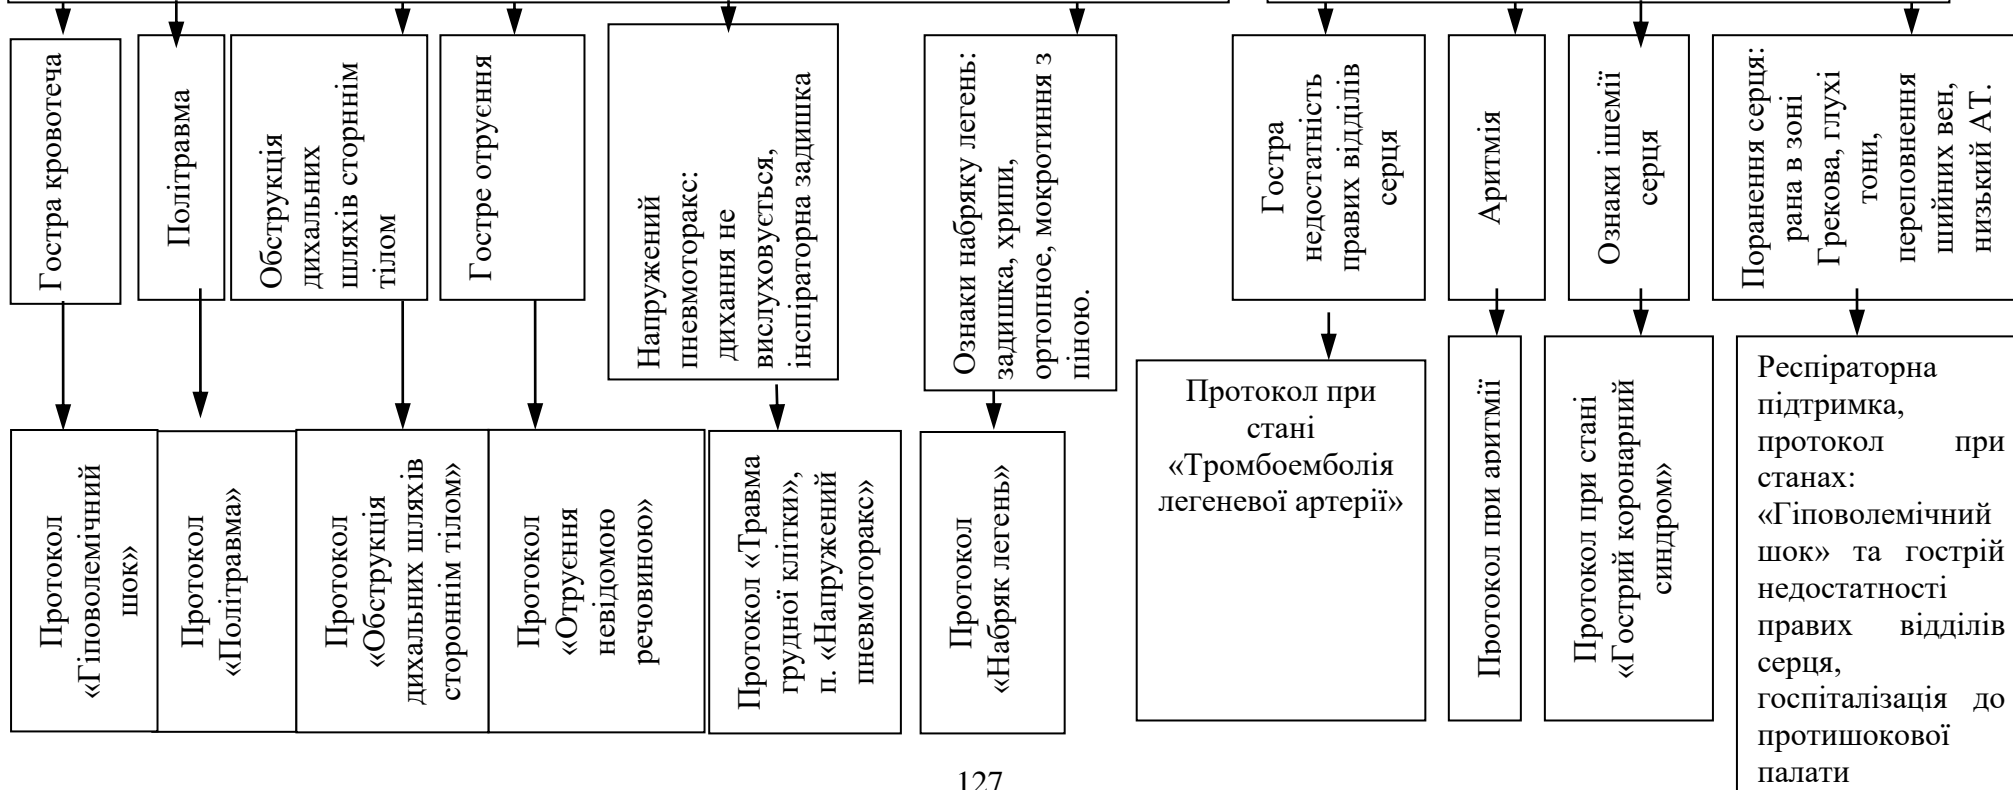 Гостра кровотеча
Політравма
Обструкція
дихальних
шляхів сторннім
тілом
Гостре отруєння
Напружений
пневмоторакс:
дихання не
вислуховується,
інспіраторна задишка
Ознаки набряку легень:
задишка, хрипи,
ортопное, мокротиння з
піною.
Гостра
недостатність
правих відділів
серця
Аритмія
Ознаки ішемії
серця
Поранення серця:
рана в зоні
Грекова, глухі
тони,
переповнення
шийних вен,
низький АТ.
Протокол
«Гіповолемічний
шок»
Протокол
«Політравма»
Протокол
«Обструкція
дихальних шляхів
стороннім тілом»
Протокол
«Отруєння
невідомою
речовиною»
Протокол «Травма
грудної клітки»,
п. «Напружений
пневмоторакс»
Протокол
«Набряк легень»
Протокол при
стані
«Тромбоемболія
легеневої артерії»
Протокол при аритмії
Протокол при стані
«Гострий коронарний
синдром»
Респіраторна
підтримка,
протокол при
станах:
«Гіповолемічний
шок» та гострій
недостатності
правих відділів
серця,
госпіталізація до
протишокової
палати
127